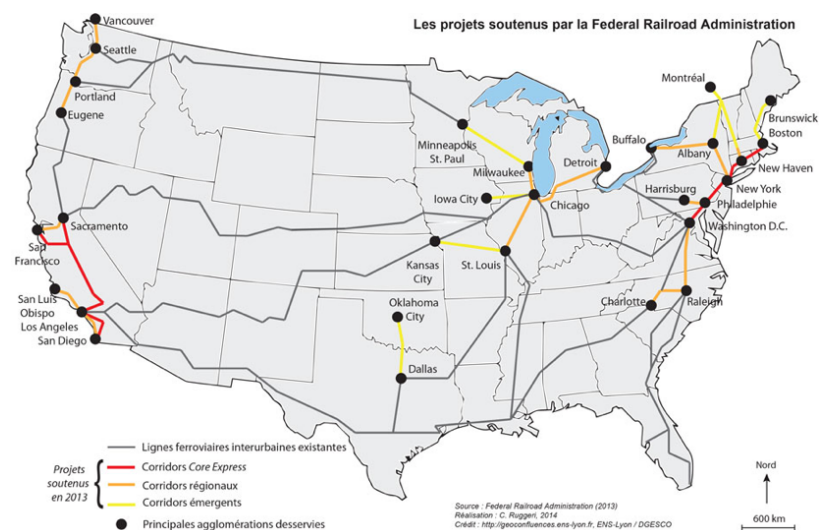 Les projets soutenus par la Federal Railroad Administration
Vancouver
Seattle
Portland
Eugene
Sacramento
San
Francisco
San Luis
Obispo
Los Angeles
San Diego
Minneapolis
St. Paul
Milwaukee
Iowa City
Chicago
Detroit
Kansas
City
St. Louis
Oklahoma
City
Dallas
Montréal
Brunswick
Boston
Buffalo
Albany
New Haven
New York
Harrisburg
Philadelphie
Washington D.C.
Charlotte
Raleigh
Lignes ferroviaires interurbaines existantes
Projets
soutenus
en 2013
Corridors Core Express
Corridors régionaux
Corridors émergents
Principales agglomérations desservies
Source : Federal Railroad Administration (2013)
Réalisation : C. Ruggeri, 2014
Crédit : http://geoconfluences.ens-lyon.fr, ENS-Lyon / DGESCO
Nord
600 km